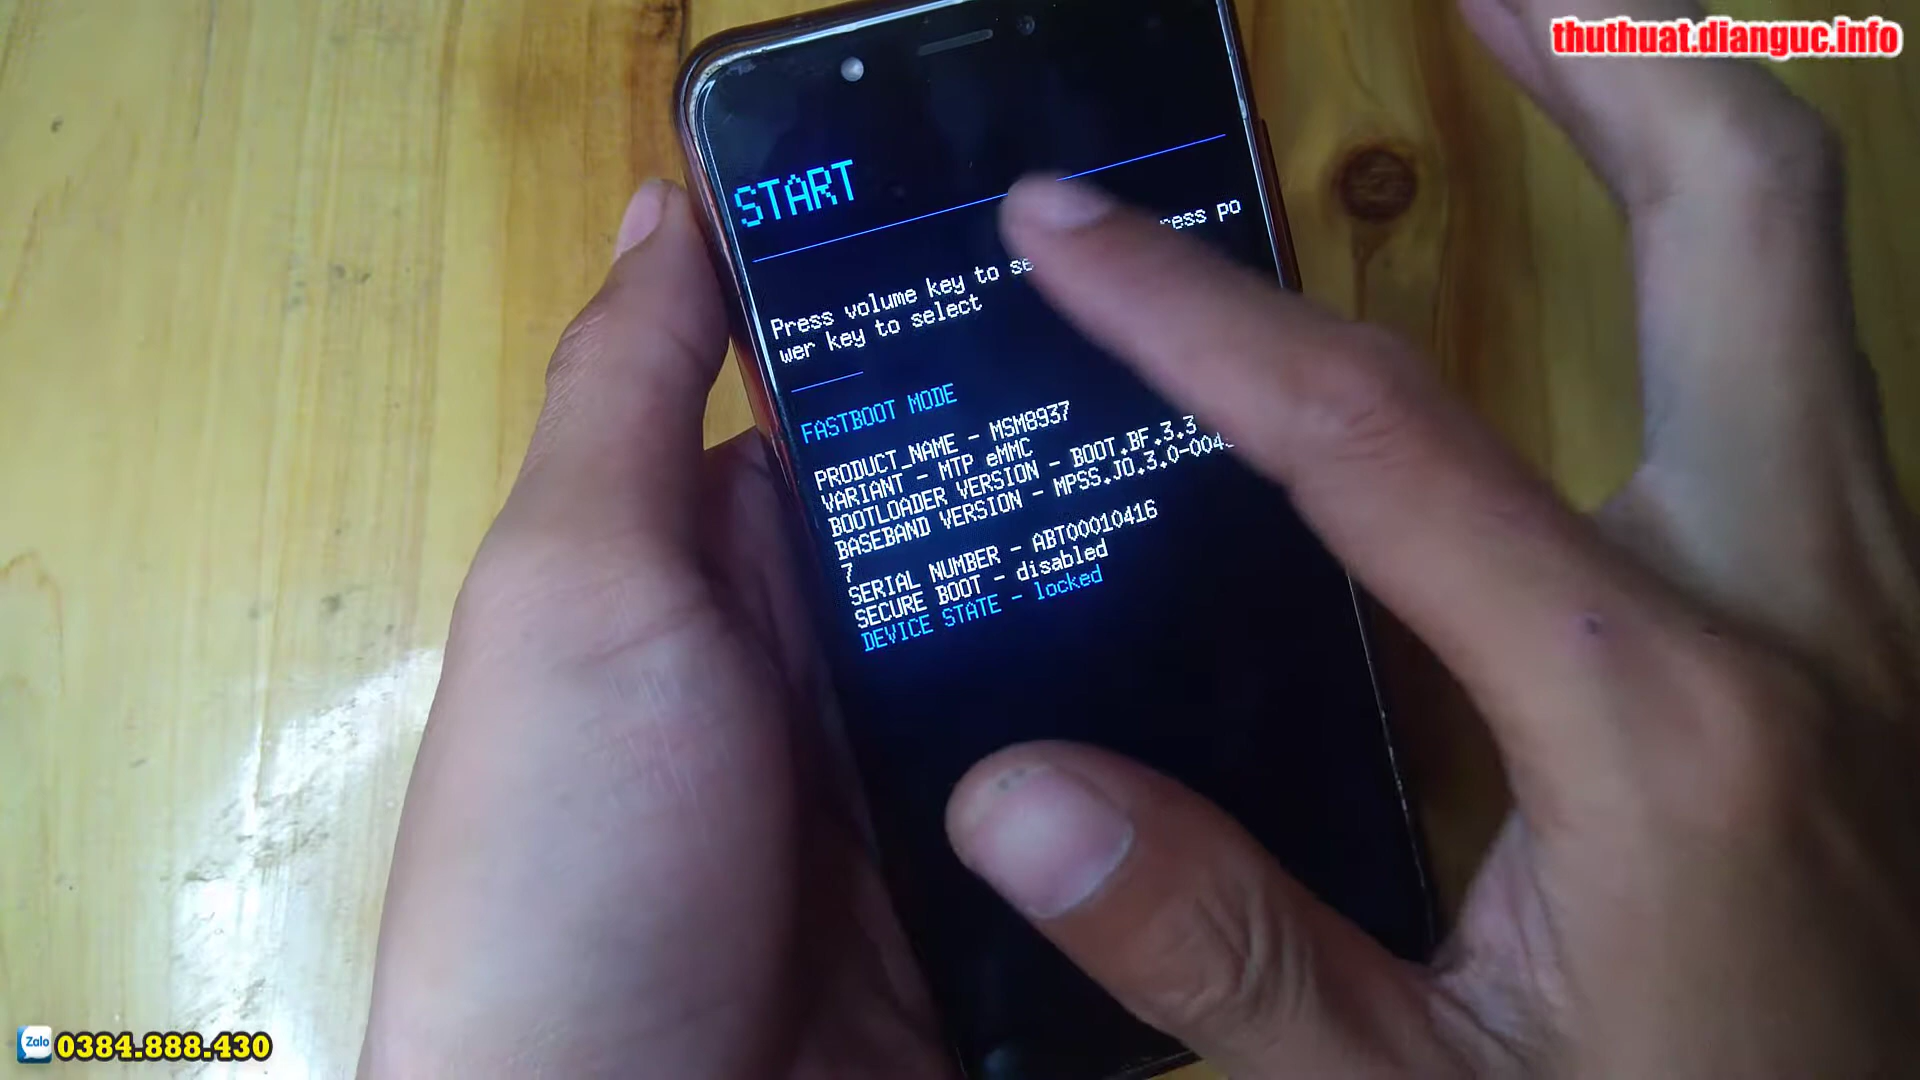 thuthuat.dianguc.info
START
Press volume key to press po
wer key to select
FASTBOOT MODE
PRODUCT_NAME - MSM8937
VARIANT - MTP eMMC
BOOTLOADER VERSION - BOOT.BF.3.3
BASEBAND VERSION - MPSS.JO.3.0-004
7
SERIAL NUMBER - ABT00010416
SECURE BOOT - disabled
DEVICE STATE - locked
Zalo 0384.888.430